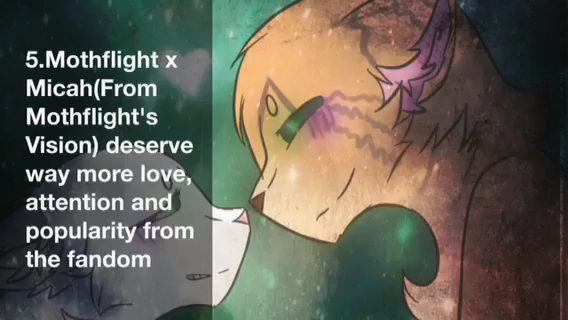 5.Mothflight x
Micah(From
Mothflight's
Vision) deserve
way more love,
attention and
popularity from
the fandom